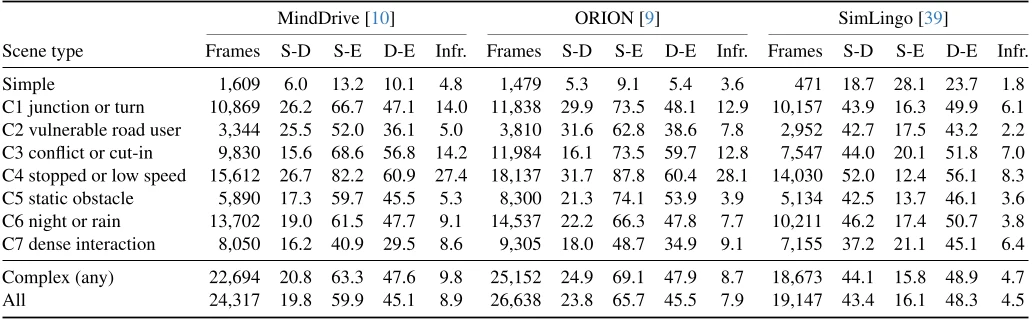 MindDrive [10] ORION [9] SimLingo [39]
Scene type Frames S-D S-E D-E Infr. Frames S-D S-E D-E Infr. Frames S-D S-E D-E Infr.
Simple 1,609 6.0 13.2 10.1 4.8 1,479 5.3 9.1 5.4 3.6 471 18.7 28.1 23.7 1.8
C1 junction or turn 10,869 26.2 66.7 47.1 14.0 11,838 29.9 73.5 48.1 12.9 10,157 43.9 16.3 49.9 6.1
C2 vulnerable road user 3,344 25.5 52.0 36.1 5.0 3,810 31.6 62.8 38.6 7.8 2,952 42.7 17.5 43.2 2.2
C3 conflict or cut-in 9,830 15.6 68.6 56.8 14.2 11,984 16.1 73.5 59.7 12.8 7,547 44.0 20.1 51.8 7.0
C4 stopped or low speed 15,612 26.7 82.2 60.9 27.4 18,137 31.7 87.8 60.4 28.1 14,030 52.0 12.4 56.1 8.3
C5 static obstacle 5,890 17.3 59.7 45.5 5.3 8,300 21.3 74.1 53.9 3.9 5,134 42.5 13.7 46.1 3.6
C6 night or rain 13,702 19.0 61.5 47.7 9.1 14,537 22.2 66.3 47.8 7.7 10,211 46.2 17.4 50.7 3.8
C7 dense interaction 8,050 16.2 40.9 29.5 8.6 9,305 18.0 48.7 34.9 9.1 7,155 37.2 21.1 45.1 6.4
Complex (any) 22,694 20.8 63.3 47.6 9.8 25,152 24.9 69.1 47.9 8.7 18,673 44.1 15.8 48.9 4.7
All 24,317 19.8 59.9 45.1 8.9 26,638 23.8 65.7 45.5 7.9 19,147 43.4 16.1 48.3 4.5